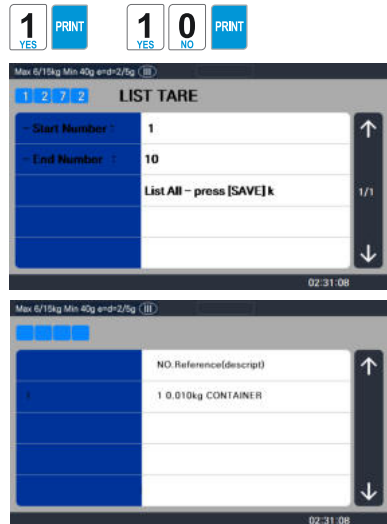 1 YES PRINT 1 YES 0 NO PRINT
Max 6/15kg Min 40g e=d=2/5g (III)
1 2 7 2 LIST TARE
- Start Number : 1
- End Number : 10
List All – press [SAVE] k
1/1
02:31:08
Max 6/15kg Min 40g e=d=2/5g (III)
NO.Reference(descript)
1 1 0.010kg CONTAINER
02:31:08